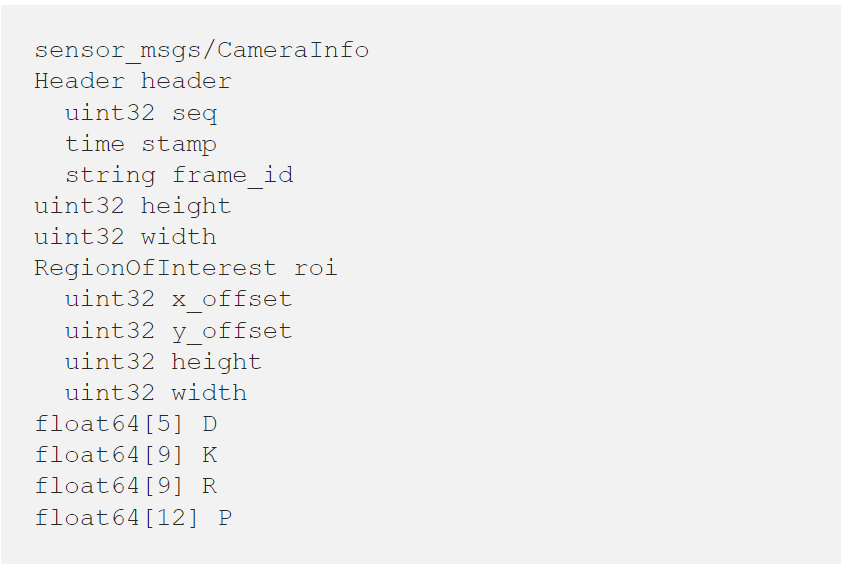 sensor_msgs/CameraInfo
Header header
  uint32 seq
  time stamp
  string frame_id
uint32 height
uint32 width
RegionOfInterest roi
  uint32 x_offset
  uint32 y_offset
  uint32 height
  uint32 width
float64[5] D
float64[9] K
float64[9] R
float64[12] P